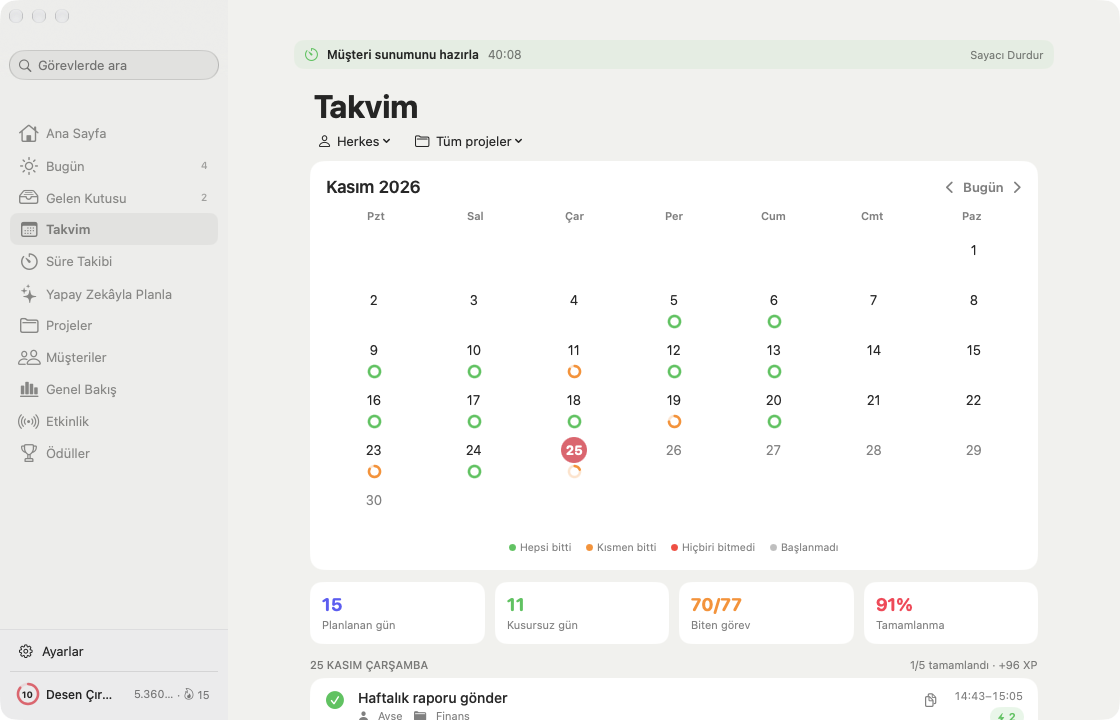 Görevlerde ara
Ana Sayfa
Bugün 4
Gelen Kutusu 2
Takvim
Süre Takibi
Yapay Zekâyla Planla
Projeler
Müşteriler
Genel Bakış
Etkinlik
Ödüller
Ayarlar
10 Desen Çır... 5.360... · 15
Müşteri sunumunu hazırla 40:08 Sayacı Durdur
Takvim
Herkes Tüm projeler
Kasım 2026 Bugün
Pzt Sal Çar Per Cum Cmt Paz
1
2 3 4 5 6 7 8
9 10 11 12 13 14 15
16 17 18 19 20 21 22
23 24 25 26 27 28 29
30
Hepsi bitti Kısmen bitti Hiçbiri bitmedi Başlanmadı
15 11 70/77 91%
Planlanan gün Kusursuz gün Biten görev Tamamlanma
25 KASIM ÇARŞAMBA 1/5 tamamlandı · +96 XP
Haftalık raporu gönder 14:43–15:05
Ayşe Finans 2